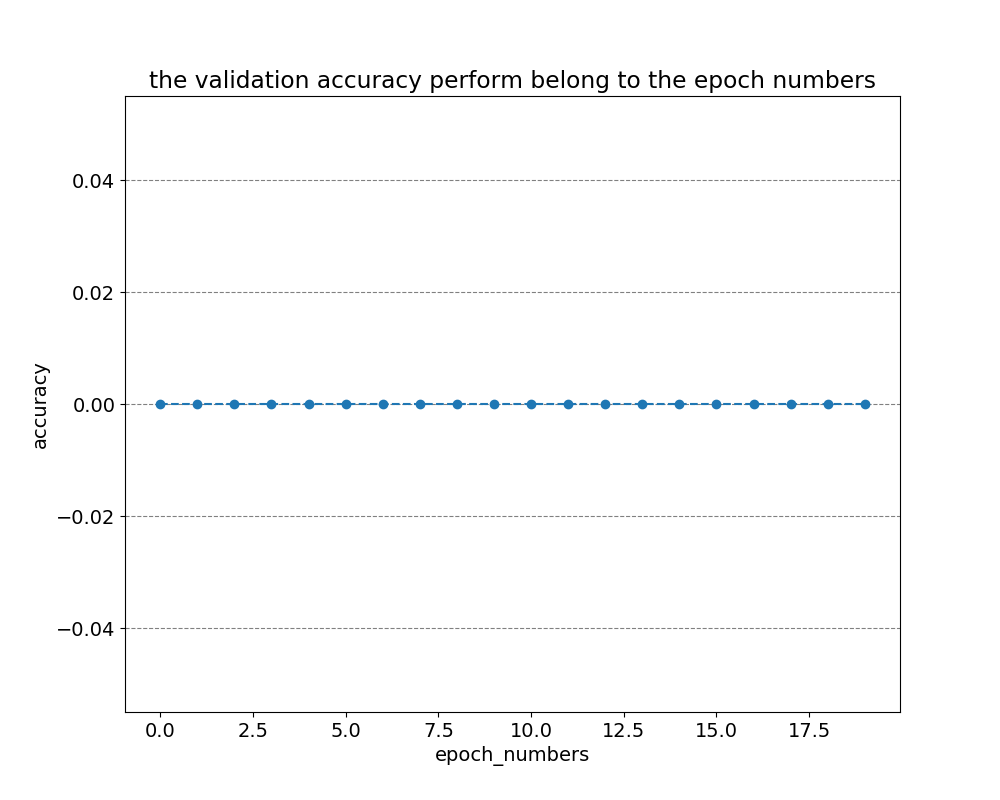 the validation accuracy perform belong to the epoch numbers
0.04
0.02
0.00
−0.02
−0.04
accuracy
0.0 2.5 5.0 7.5 10.0 12.5 15.0 17.5
epoch_numbers